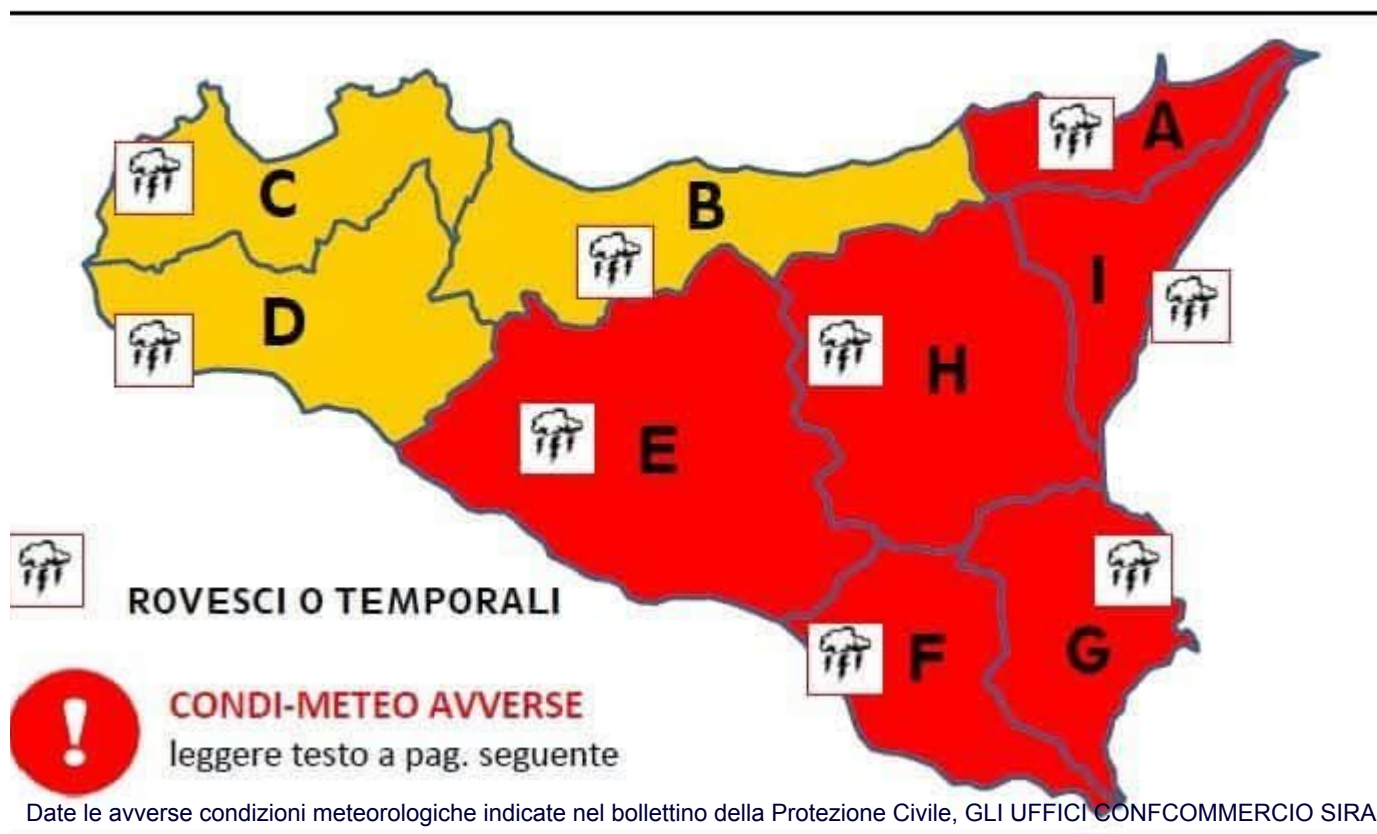 A
C
B
I
D
H
E
ROVESCI O TEMPORALI
F
G
!
CONDI-METEO AVVERSE
leggere testo a pag. seguente
Date le avverse condizioni meteorologiche indicate nel bollettino della Protezione Civile, GLI UFFICI CONFCOMMERCIO SIRA